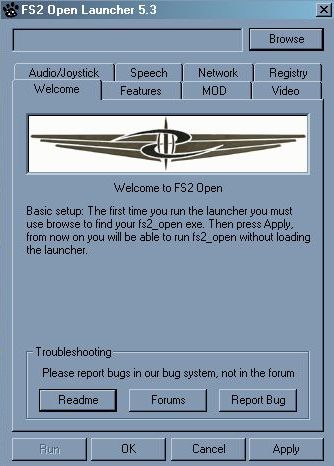 FS2 Open Launcher 5.3
Browse
Audio/Joystick Speech Network Registry
Welcome Features MOD Video
Welcome to FS2 Open
Basic setup: The first time you run the launcher you must
use browse to find your fs2_open exe. Then press Apply,
from now on you will be able to run fs2_open without loading
the launcher.
Troubleshooting
Please report bugs in our bug system, not in the forum
Readme Forums Report Bug
Run OK Cancel Apply